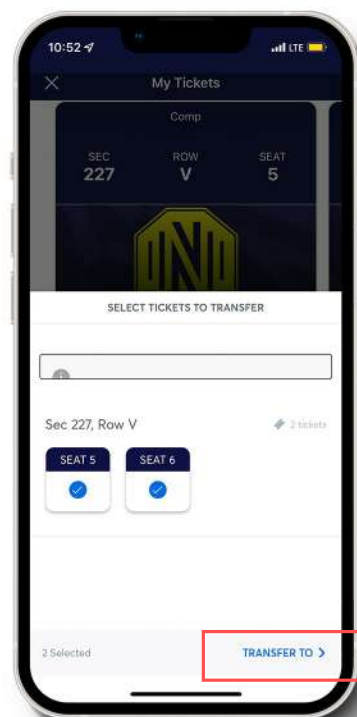 10:52
LTE
My Tickets
Comp
SEC ROW SEAT
227 V 5
SELECT TICKETS TO TRANSFER
Sec 227, Row V 2 tickets
SEAT 5 SEAT 6
2 Selected TRANSFER TO